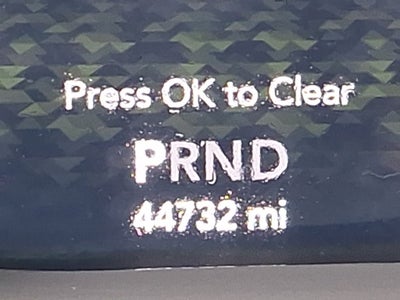 Press OK to Clear
PRND
44732 mi